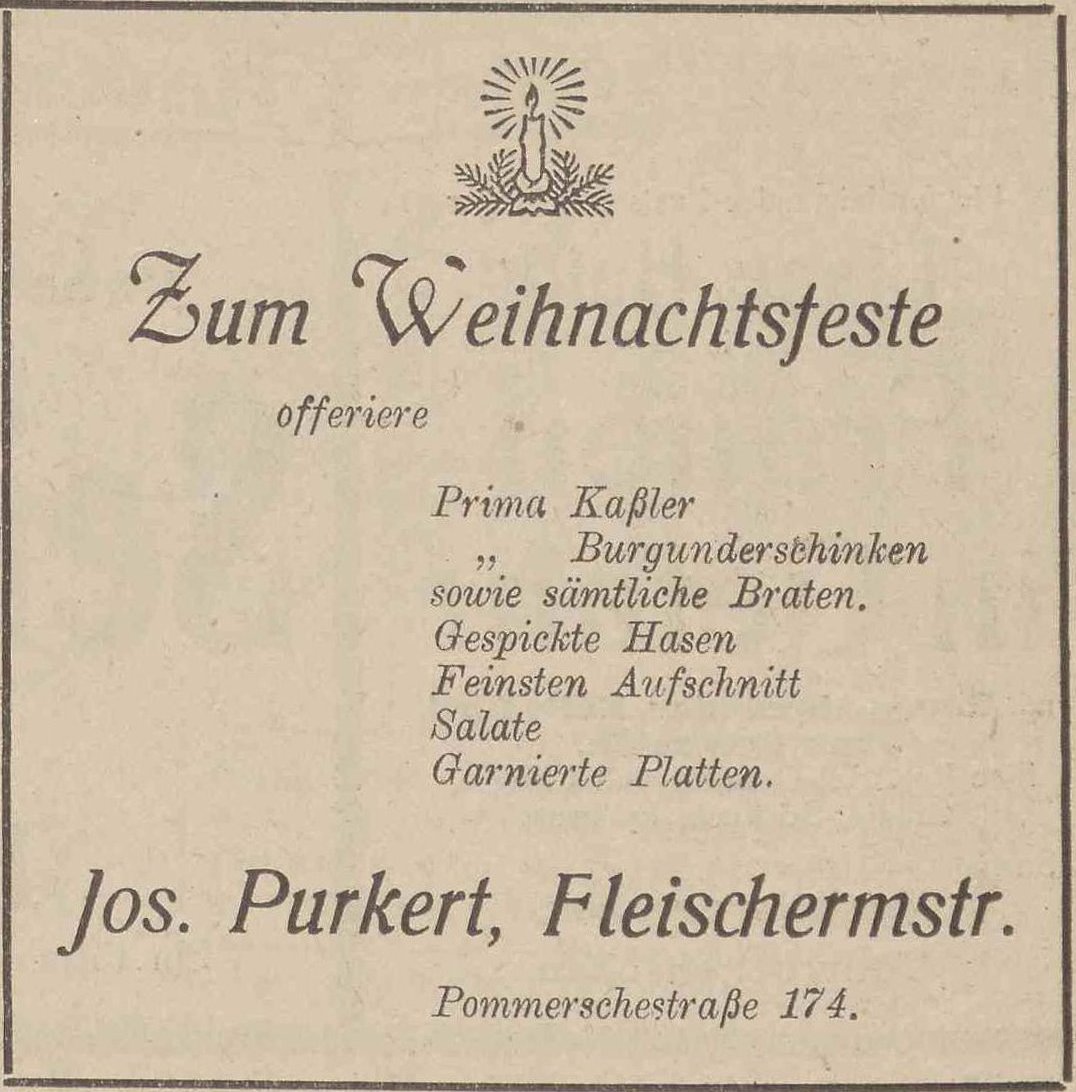 Zum Weihnachtsfeste
offeriere
Prima Kaßler
„ Burgunderschinken
sowie sämtliche Braten.
Gespickte Hasen
Feinsten Aufschnitt
Salate
Garnierte Platten.
Jos. Purkert, Fleischermstr.
Pommerschestraße 174.